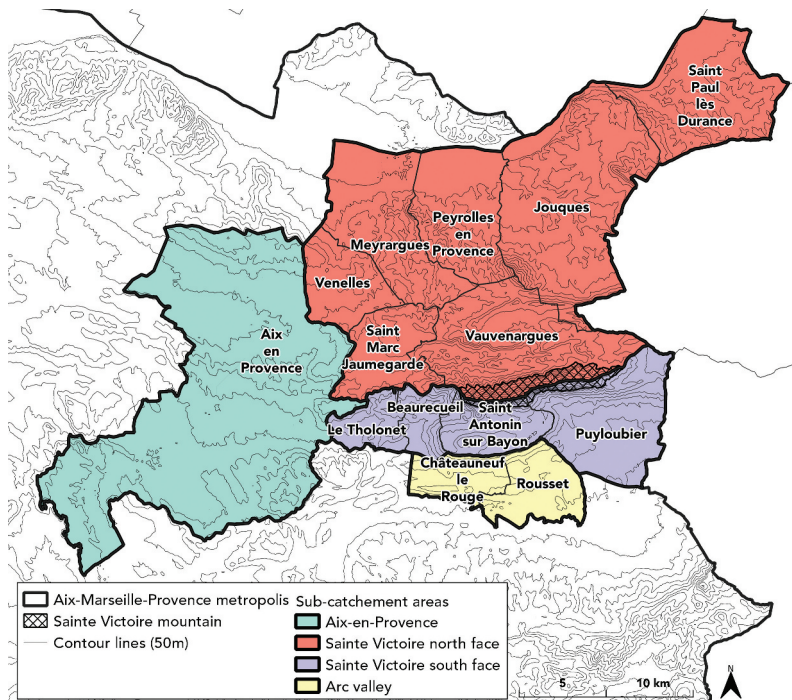 Saint
Paul
lès
Durance
Jouques
Peyrolles
en
Provence
Meyrargues
Venelles
Aix
en
Provence
Saint
Marc
Jaumegarde
Vauvenargues
Beaurecueil
Le Tholonet
Saint
Antonin
sur Bayon
Puyloubier
Châteauneuf
le
Rouge
Rousset
Aix-Marseille-Provence metropolis
Sainte Victoire mountain
Contour lines (50m)
Sub-catchement areas
Aix-en-Provence
Sainte Victoire north face
Sainte Victoire south face
Arc valley
5
10 km
N